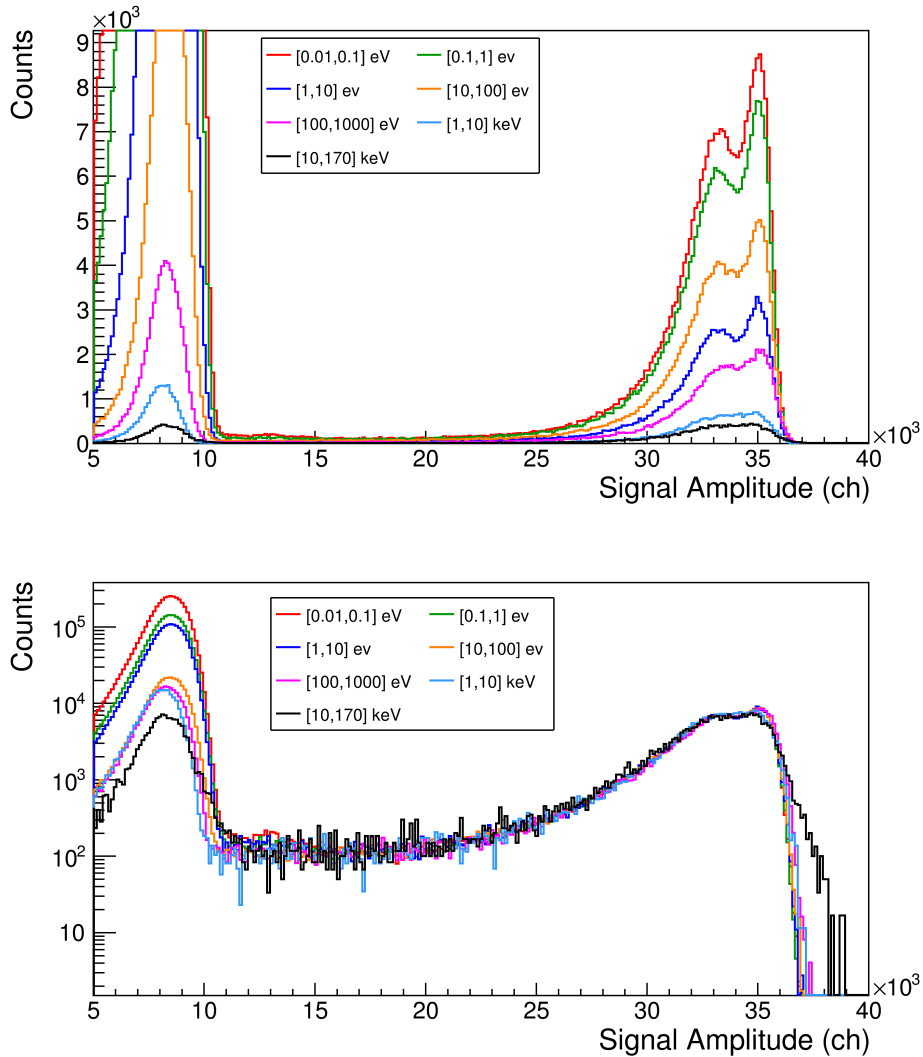 ×10³
Counts
9
8
7
6
5
4
3
2
1
0
[0.01,0.1] eV
[0.1,1] ev
[1,10] ev
[10,100] ev
[100,1000] eV
[1,10] keV
[10,170] keV
5 10 15 20 25 30 35 40
×10³
Signal Amplitude (ch)
Counts
10⁵
10⁴
10³
10²
10
[0.01,0.1] eV
[0.1,1] ev
[1,10] ev
[10,100] ev
[100,1000] eV
[1,10] keV
[10,170] keV
5 10 15 20 25 30 35 40
×10³
Signal Amplitude (ch)